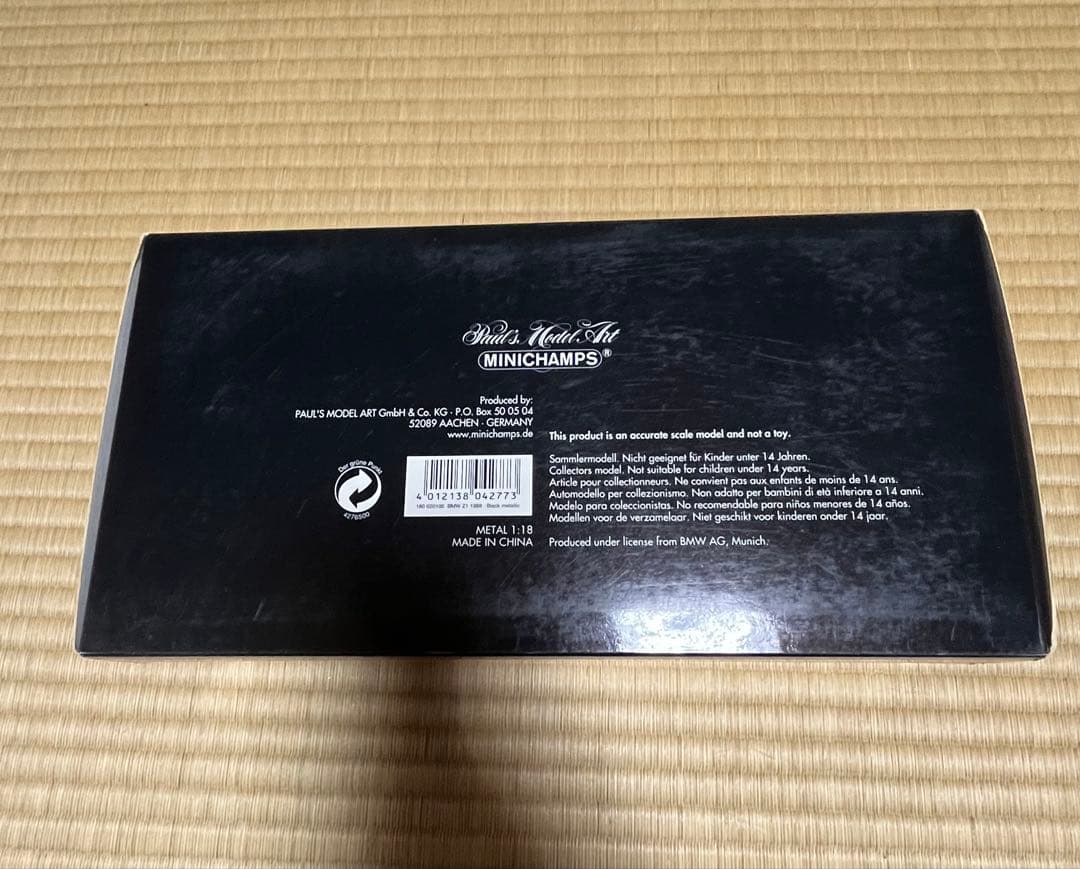 Paul's Model Art
MINICHAMPS®
Produced by:
PAUL'S MODEL ART GmbH & Co. KG · P.O. Box 50 05 04
52089 AACHEN · GERMANY
www.minichamps.de
Der grüne Punkt
4276500
4 012138 042773
BMW Z1
METAL 1:18
MADE IN CHINA
This product is an accurate scale model and not a toy.
Sammlermodell. Nicht geeignet für Kinder unter 14 Jahren.
Collectors model. Not suitable for children under 14 years.
Article pour collectionneurs. Ne convient pas aux enfants de moins de 14 ans.
Automodello per collezionismo. Non adatto per bambini di età inferiore a 14 anni.
Modelo para coleccionistas. No recomendable para niños menores de 14 años.
Modellen voor de verzamelaar. Niet geschikt voor kinderen onder 14 jaar.
Produced under license from BMW AG, Munich.